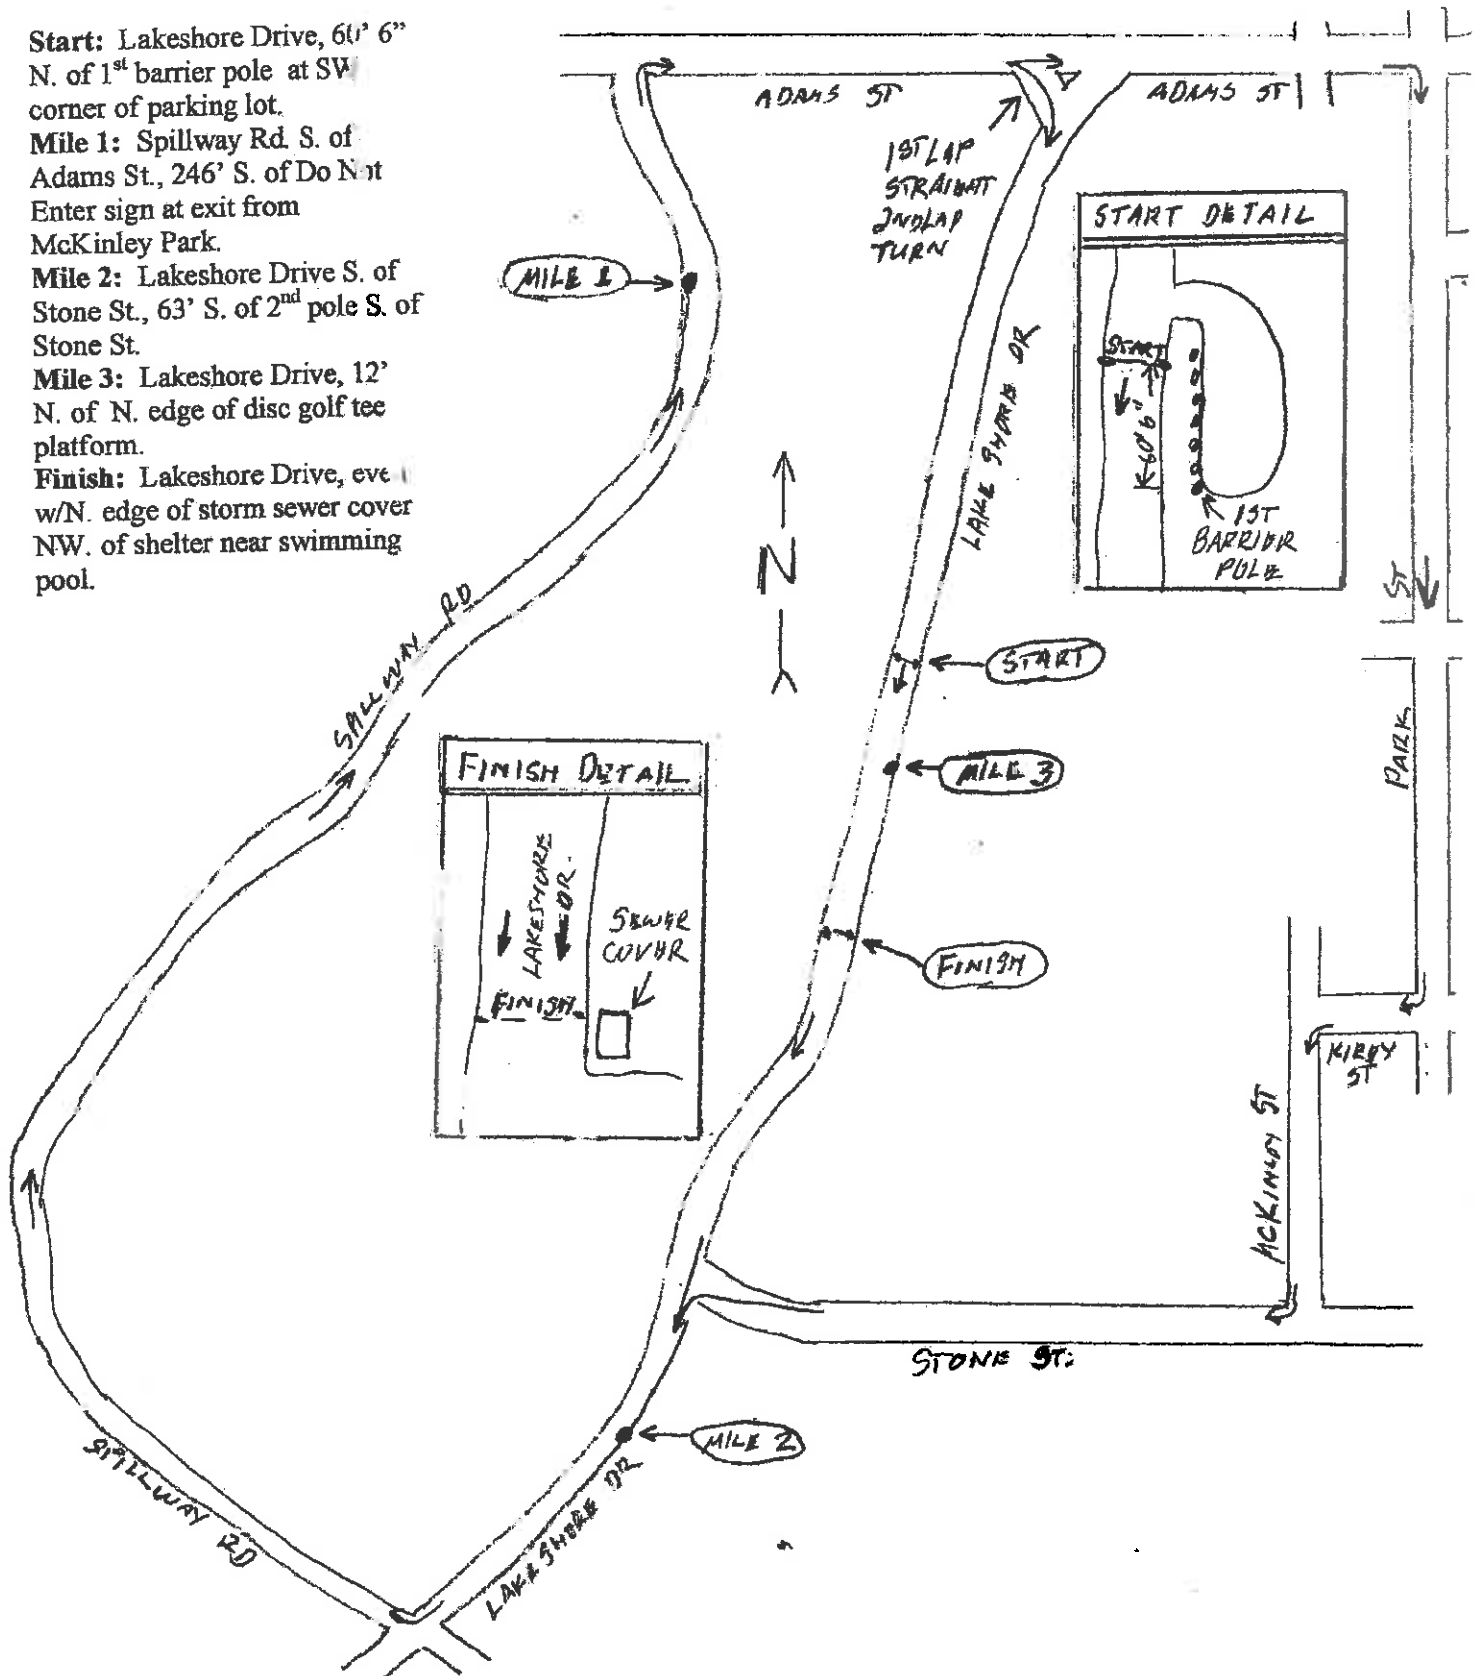 Start: Lakeshore Drive, 60' 6”
N. of 1st barrier pole at SW
corner of parking lot.
Mile 1: Spillway Rd. S. of
Adams St., 246’ S. of Do Not
Enter sign at exit from
McKinley Park.
Mile 2: Lakeshore Drive S. of
Stone St., 63’ S. of 2nd pole S. of
Stone St.
Mile 3: Lakeshore Drive, 12’
N. of N. edge of disc golf tee
platform.
Finish: Lakeshore Drive, even
w/N. edge of storm sewer cover
NW. of shelter near swimming
pool.
ADAMS ST
ADAMS ST
1ST LAP
STRAIGHT
2ND LAP
TURN
START DETAIL
START
60'6"
1ST
BARRIER
POLE
MILE 1
LAKE SHORE DR
N
SPILLWAY RD
START
PARK ST
FINISH DETAIL
LAKESHORE
DR.
SEWER
COVER
FINISH
MILE 3
FINISH
KIRBY
ST
MCKINLEY ST
STONE ST.
MILE 2
SPILLWAY RD
LAKE SHORE DR